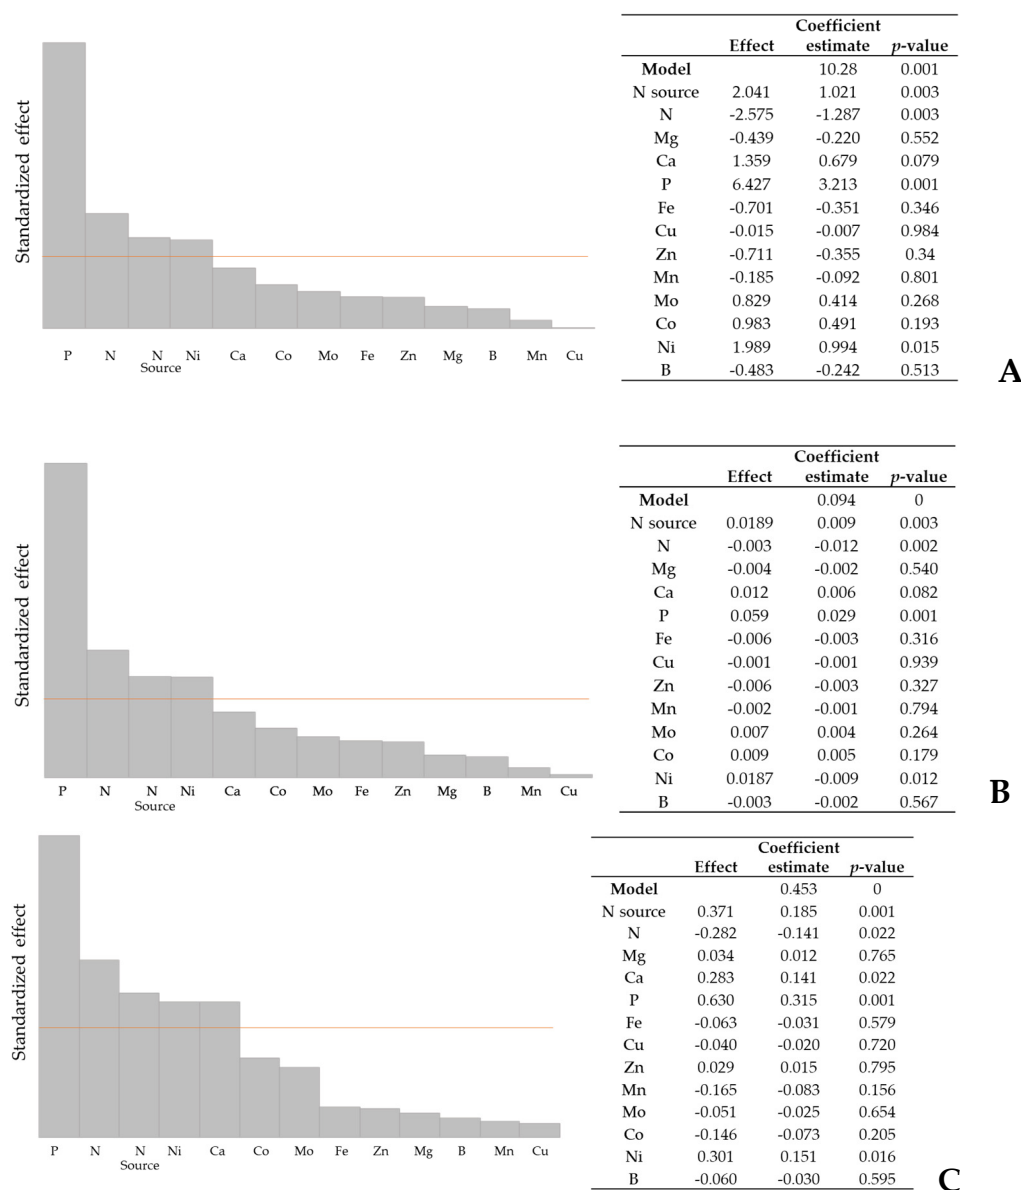 Standardized effect
P N N Ni Ca Co Mo Fe Zn Mg B Mn Cu
Source
Coefficient
Effect estimate p-value
Model 10.28 0.001
N source 2.041 1.021 0.003
N -2.575 -1.287 0.003
Mg -0.439 -0.220 0.552
Ca 1.359 0.679 0.079
P 6.427 3.213 0.001
Fe -0.701 -0.351 0.346
Cu -0.015 -0.007 0.984
Zn -0.711 -0.355 0.34
Mn -0.185 -0.092 0.801
Mo 0.829 0.414 0.268
Co 0.983 0.491 0.193
Ni 1.989 0.994 0.015
B -0.483 -0.242 0.513
A
Standardized effect
P N N Ni Ca Co Mo Fe Zn Mg B Mn Cu
Source
Coefficient
Effect estimate p-value
Model 0.094 0
N source 0.0189 0.009 0.003
N -0.003 -0.012 0.002
Mg -0.004 -0.002 0.540
Ca 0.012 0.006 0.082
P 0.059 0.029 0.001
Fe -0.006 -0.003 0.316
Cu -0.001 -0.001 0.939
Zn -0.006 -0.003 0.327
Mn -0.002 -0.001 0.794
Mo 0.007 0.004 0.264
Co 0.009 0.005 0.179
Ni 0.0187 -0.009 0.012
B -0.003 -0.002 0.567
B
Standardized effect
P N N Ni Ca Co Mo Fe Zn Mg B Mn Cu
Source
Coefficient
Effect estimate p-value
Model 0.453 0
N source 0.371 0.185 0.001
N -0.282 -0.141 0.022
Mg 0.034 0.012 0.765
Ca 0.283 0.141 0.022
P 0.630 0.315 0.001
Fe -0.063 -0.031 0.579
Cu -0.040 -0.020 0.720
Zn 0.029 0.015 0.795
Mn -0.165 -0.083 0.156
Mo -0.051 -0.025 0.654
Co -0.146 -0.073 0.205
Ni 0.301 0.151 0.016
B -0.060 -0.030 0.595
C